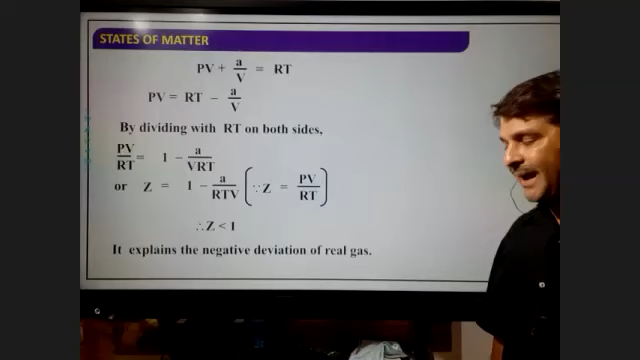 STATES OF MATTER
PV + a/V = RT
PV = RT − a/V
By dividing with RT on both sides,
PV/RT = 1 − a/VRT
or Z = 1 − a/RTV (∵ Z = PV/RT)
∴ Z < 1
It explains the negative deviation of real gas.